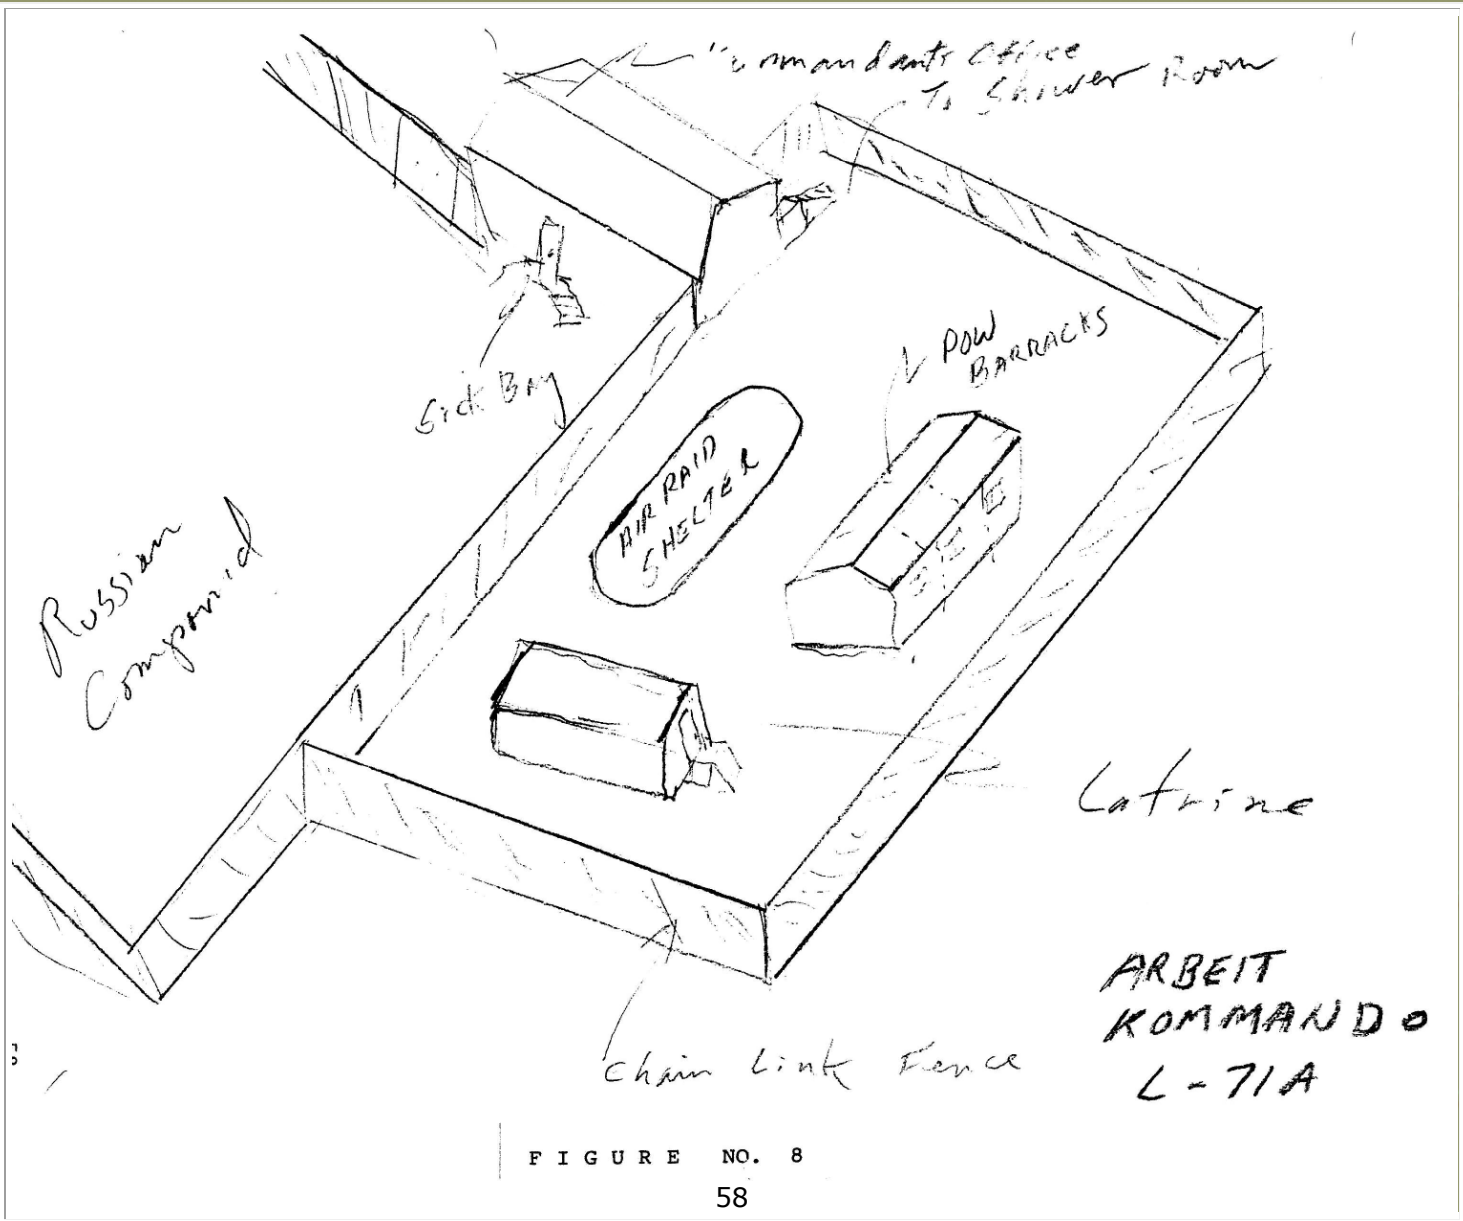 Commandants Office
To Shower Room
POW
BARRACKS
Sick Bay
AIR RAID
SHELTER
Russian
Compound
Latrine
ARBEIT
KOMMANDO
L-71A
Chain Link Fence
FIGURE NO. 8
58